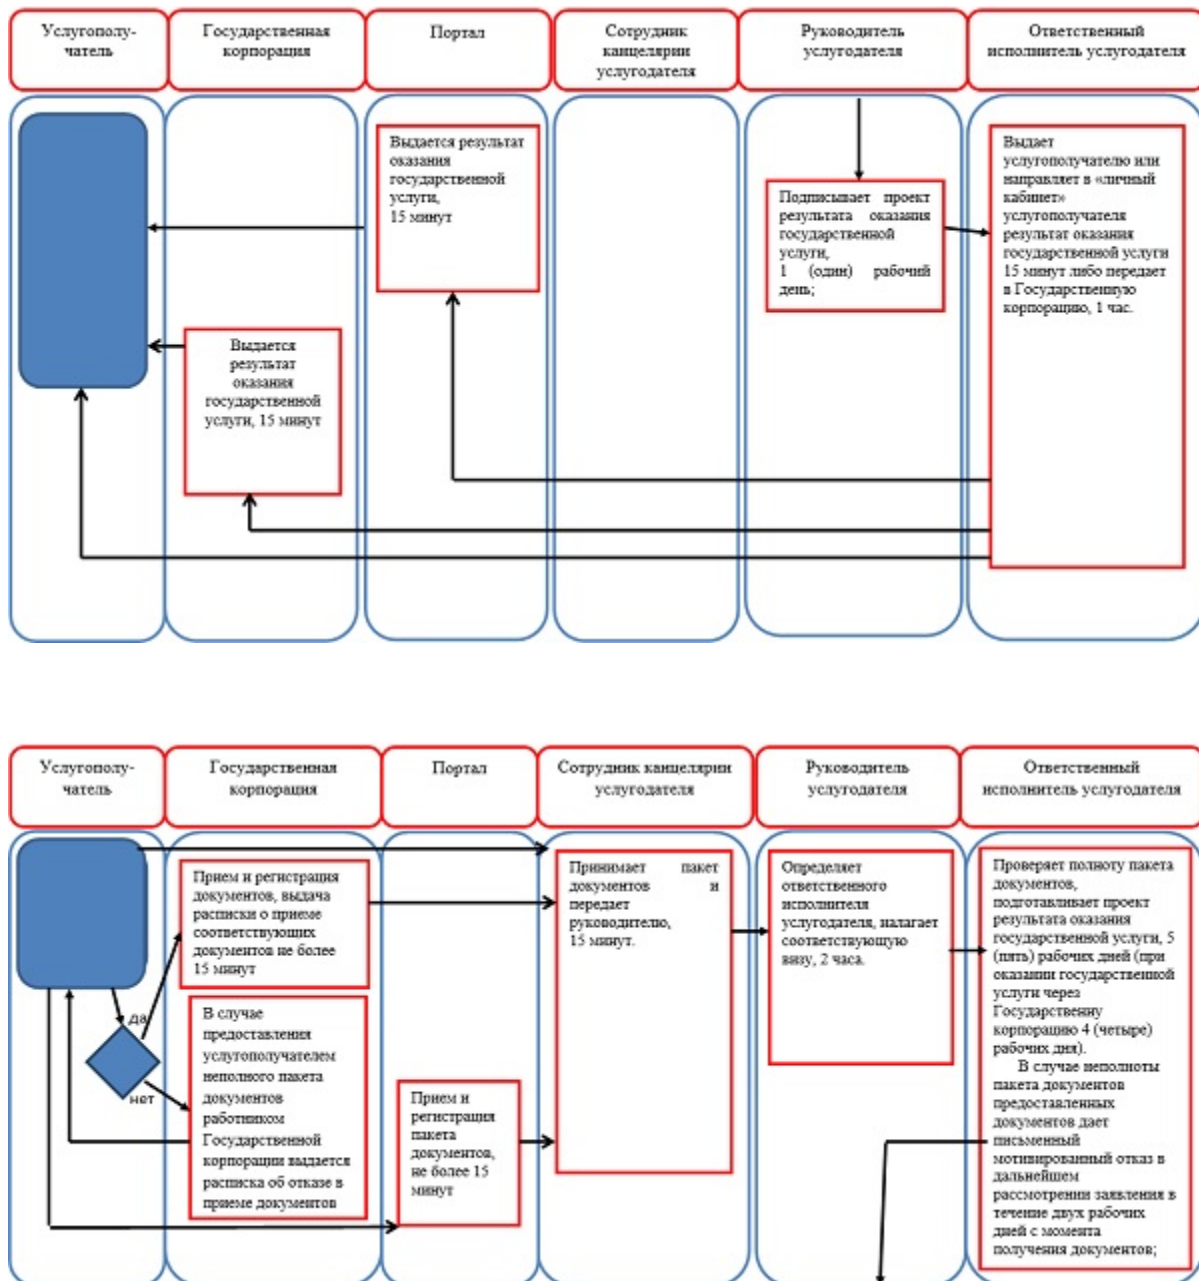 Услугополу-
чатель
Государственная
корпорация
Портал
Сотрудник
канцелярии
услугодателя
Руководитель
услугодателя
Ответственный
исполнитель услугодателя
Выдается результат
оказания
государственной
услуги,
15 минут
Выдается
результат
оказания
государственной
услуги, 15 минут
Подписывает проект
результата оказания
государственной
услуги,
1 (один) рабочий
день;
Выдает
услугополучателю или
направляет в «личный
кабинет»
услугополучателя
результат оказания
государственной услуги
15 минут либо передает
в Государственную
корпорацию, 1 час.
Услугополу-
чатель
Государственная
корпорация
Портал
Сотрудник канцелярии
услугодателя
Руководитель
услугодателя
Ответственный
исполнитель услугодателя
да
нет
Прием и регистрация
документов, выдача
расписки о приеме
соответствующих
документов не более
15 минут
В случае
предоставления
услугополучателем
неполного пакета
документов
работником
Государственной
корпорации выдается
расписка об отказе в
приеме документов
Прием и
регистрация
пакета
документов,
не более 15
минут
Принимает пакет
документов и
передает
руководителю,
15 минут.
Определяет
ответственного
исполнителя
услугодателя, налагает
соответствующую
визу, 2 часа.
Проверяет полноту пакета
документов,
подготавливает проект
результата оказания
государственной услуги, 5
(пять) рабочих дней (при
оказании государственной
услуги через
Государственну
корпорацию 4 (четыре)
рабочих дня).
В случае неполноты
пакета документов
предоставленных
документов дает
письменный
мотивированный отказ в
дальнейшем
рассмотрении заявления в
течение двух рабочих
дней с момента
получения документов;